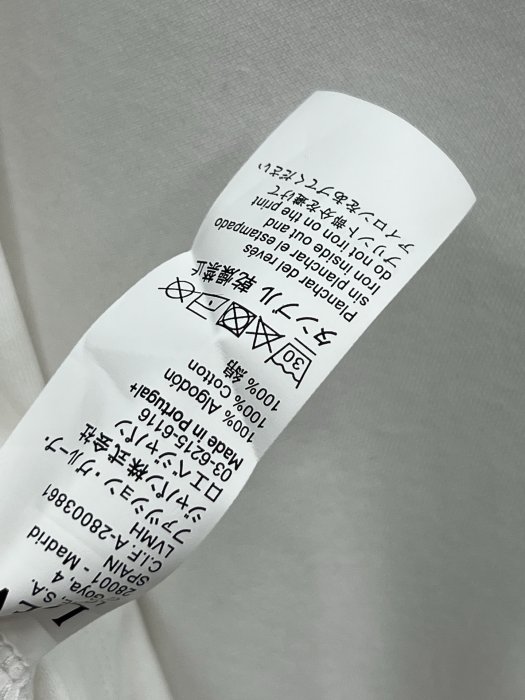 S.A.
Goya, 4
28001 - Madrid
SPAIN
C.I.F. A-28003861
LVMH
ファッション・グループ・
ジャパン株式会社
ロエベジャパン
03-6215-6116
Made in Portugal+
100% Algodón
100% Cotton
100% 綿
30
タンブル 乾燥禁止
Planchar del revés
sin planchar el estampado
Iron inside out and
do not iron on the print
プリント部分を避けて
アイロンをあててください